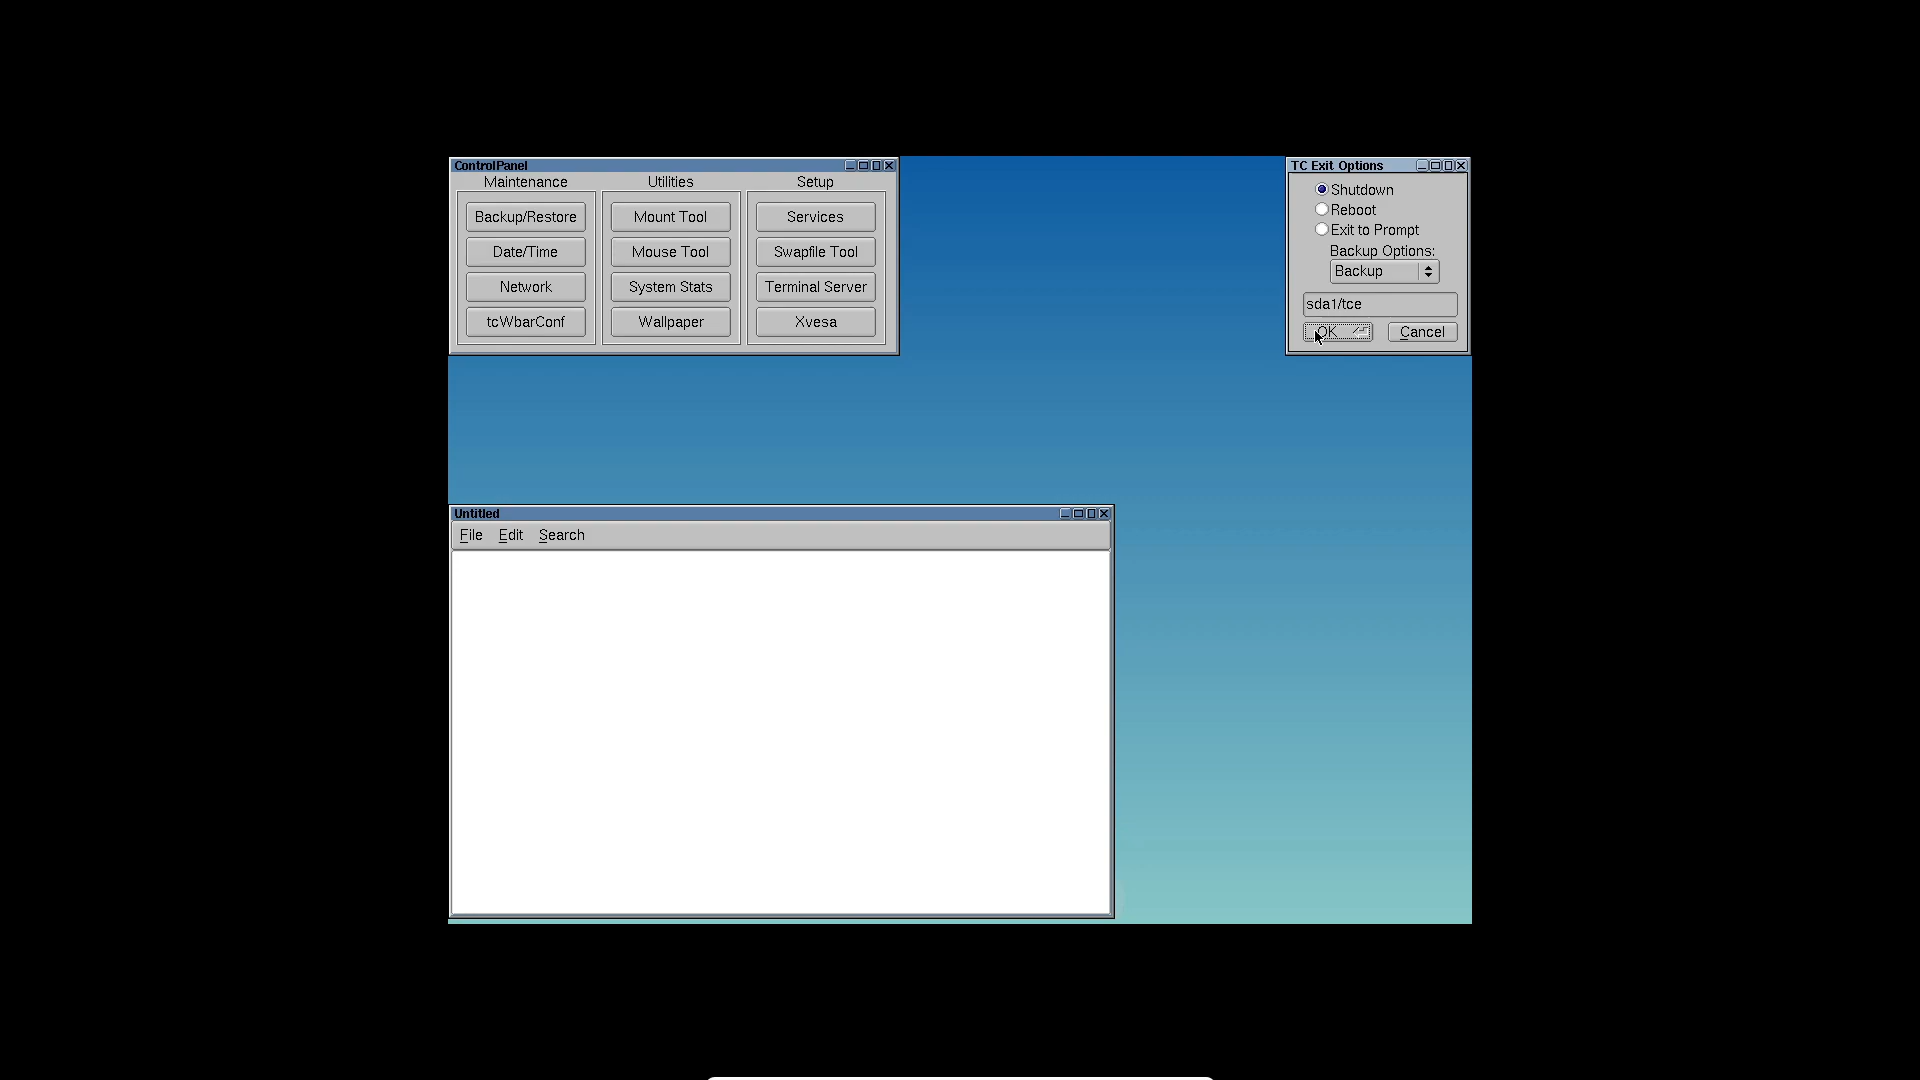 ControlPanel
Maintenance Utilities Setup
Backup/Restore Mount Tool Services
Date/Time Mouse Tool Swapfile Tool
Network System Stats Terminal Server
tcWbarConf Wallpaper Xvesa
TC Exit Options
Shutdown
Reboot
Exit to Prompt
Backup Options:
Backup
sda1/tce
OK Cancel
Untitled
File Edit Search